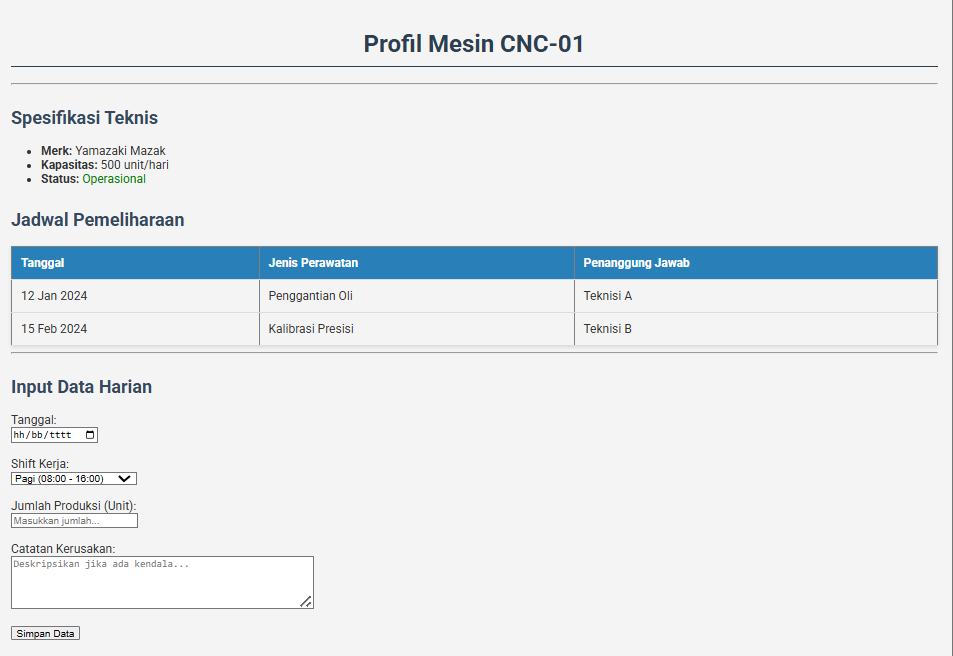 Profil Mesin CNC-01
Spesifikasi Teknis
Merk: Yamazaki Mazak
Kapasitas: 500 unit/hari
Status: Operasional
Jadwal Pemeliharaan
Tanggal Jenis Perawatan Penanggung Jawab
12 Jan 2024 Penggantian Oli Teknisi A
15 Feb 2024 Kalibrasi Presisi Teknisi B
Input Data Harian
Tanggal:
hh/bb/tttt
Shift Kerja:
Pagi (08:00 - 16:00)
Jumlah Produksi (Unit):
Masukkan jumlah...
Catatan Kerusakan:
Deskripsikan jika ada kendala...
Simpan Data